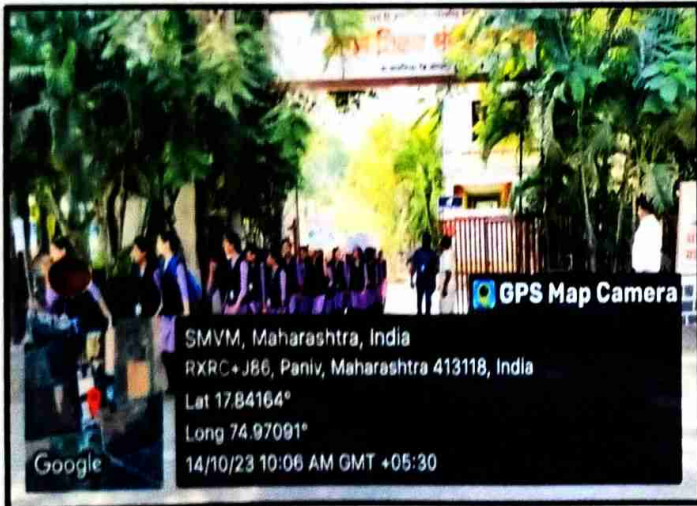 GPS Map Camera
SMVM, Maharashtra, India
RXRC+J86, Paniv, Maharashtra 413118, India
Lat 17.84164°
Long 74.97091°
14/10/23 10:06 AM GMT +05:30
Google